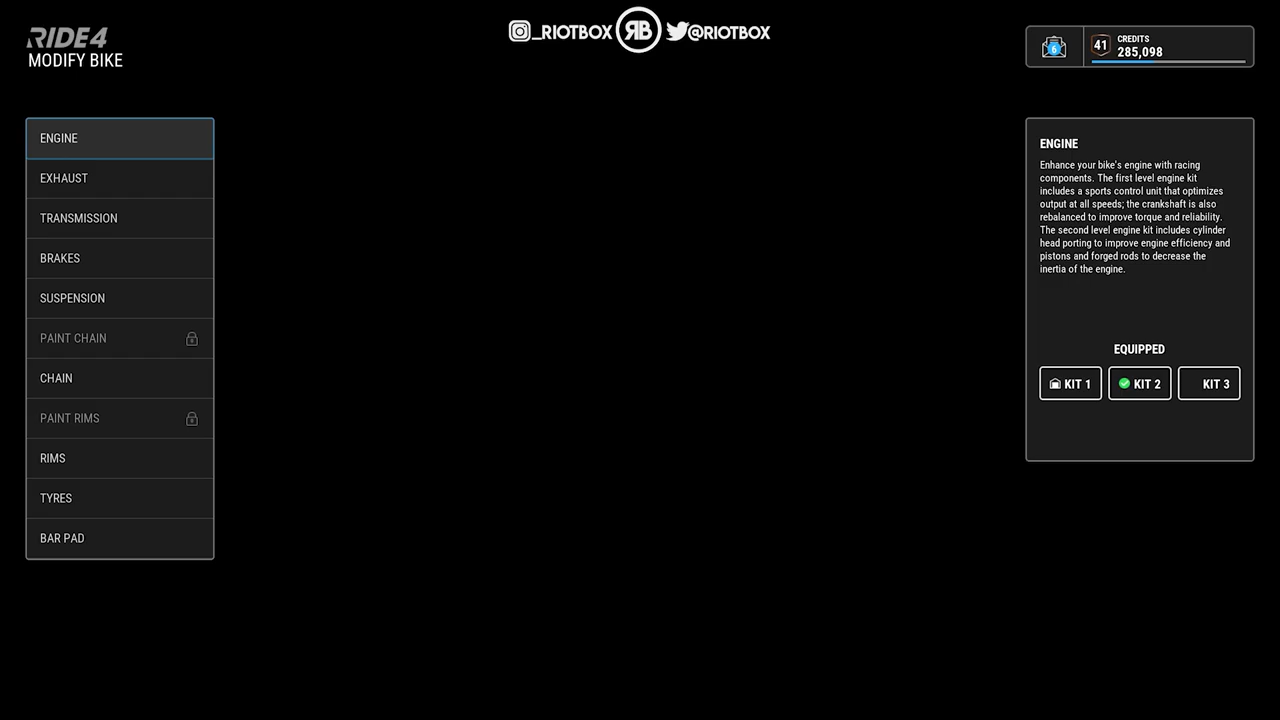 RIDE 4
MODIFY BIKE
_RIOTBOX RB @RIOTBOX
6
41
CREDITS
285,098
ENGINE
EXHAUST
TRANSMISSION
BRAKES
SUSPENSION
PAINT CHAIN
CHAIN
PAINT RIMS
RIMS
TYRES
BAR PAD
ENGINE
Enhance your bike's engine with racing
components. The first level engine kit
includes a sports control unit that optimizes
output at all speeds; the crankshaft is also
rebalanced to improve torque and reliability.
The second level engine kit includes cylinder
head porting to improve engine efficiency and
pistons and forged rods to decrease the
inertia of the engine.
EQUIPPED
KIT 1 KIT 2 KIT 3